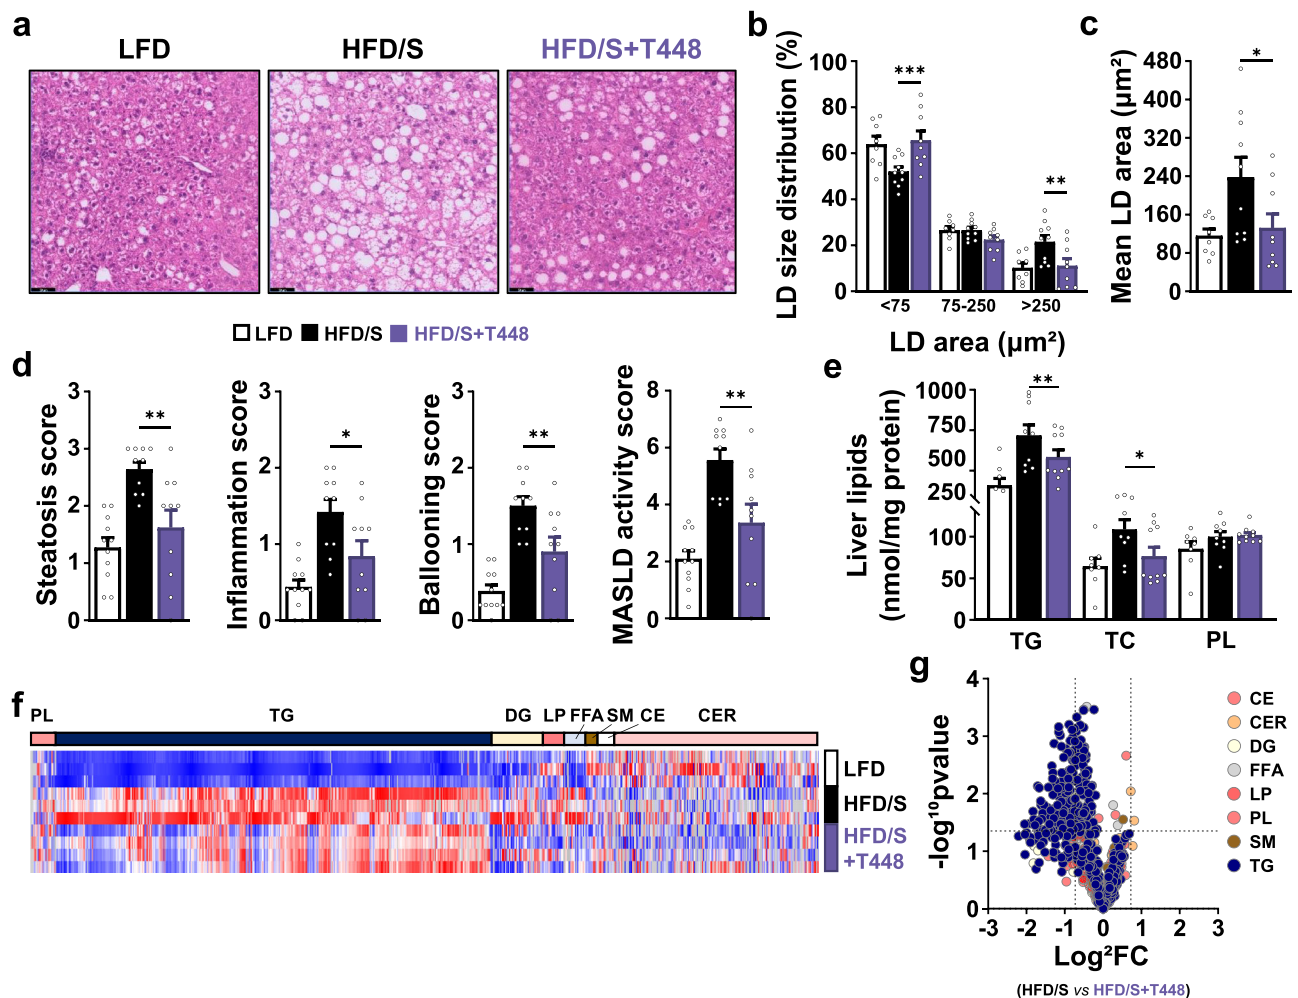 a
LFD
HFD/S
HFD/S+T448
LFD HFD/S HFD/S+T448
b
LD size distribution (%)
100
80
60
40
20
0
***
**
<75 75-250 >250
LD area (µm²)
c
Mean LD area (µm²)
480
400
320
240
160
80
0
*
d
Steatosis score
3
3
2
1
0
**
Inflammation score
3
2
1
0
*
Ballooning score
3
2
1
0
**
MASLD activity score
8
6
4
2
0
**
e
Liver lipids
(nmol/mg protein)
1000
750
500
250
100
50
0
**
*
TG TC PL
f
PL TG DG LP FFA SM CE CER
LFD
HFD/S
HFD/S
+T448
g
-log¹⁰pvalue
4
3
2
1
0
-3 -2 -1 0 1 2 3
Log²FC
(HFD/S vs HFD/S+T448)
CE
CER
DG
FFA
LP
PL
SM
TG